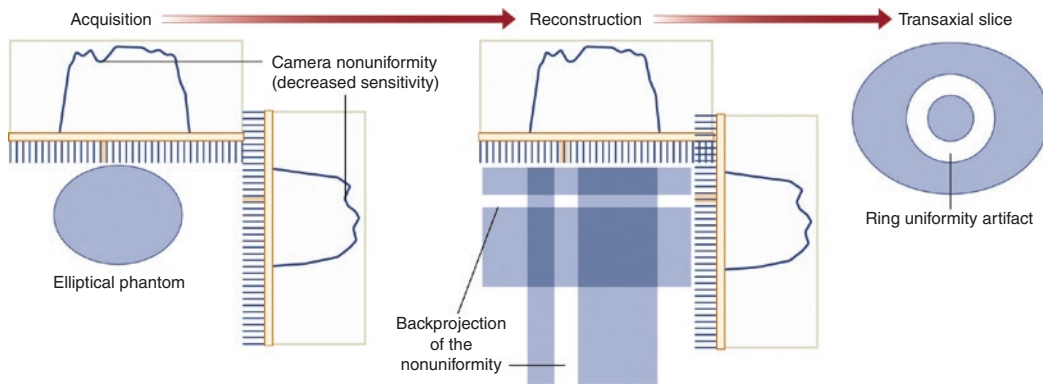 Acquisition
Reconstruction
Transaxial slice
Camera nonuniformity
(decreased sensitivity)
Elliptical phantom
Backprojection
of the
nonuniformity
Ring uniformity artifact